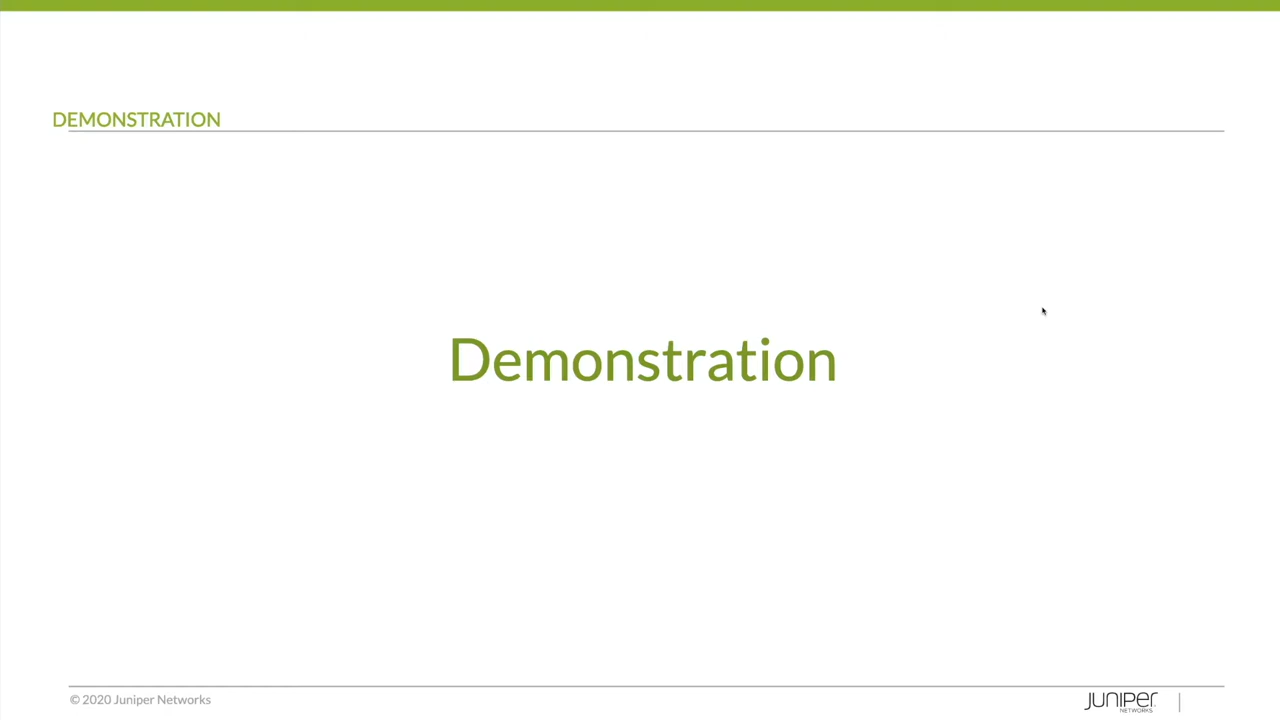 DEMONSTRATION
Demonstration
© 2020 Juniper Networks
JUNIPER
NETWORKS